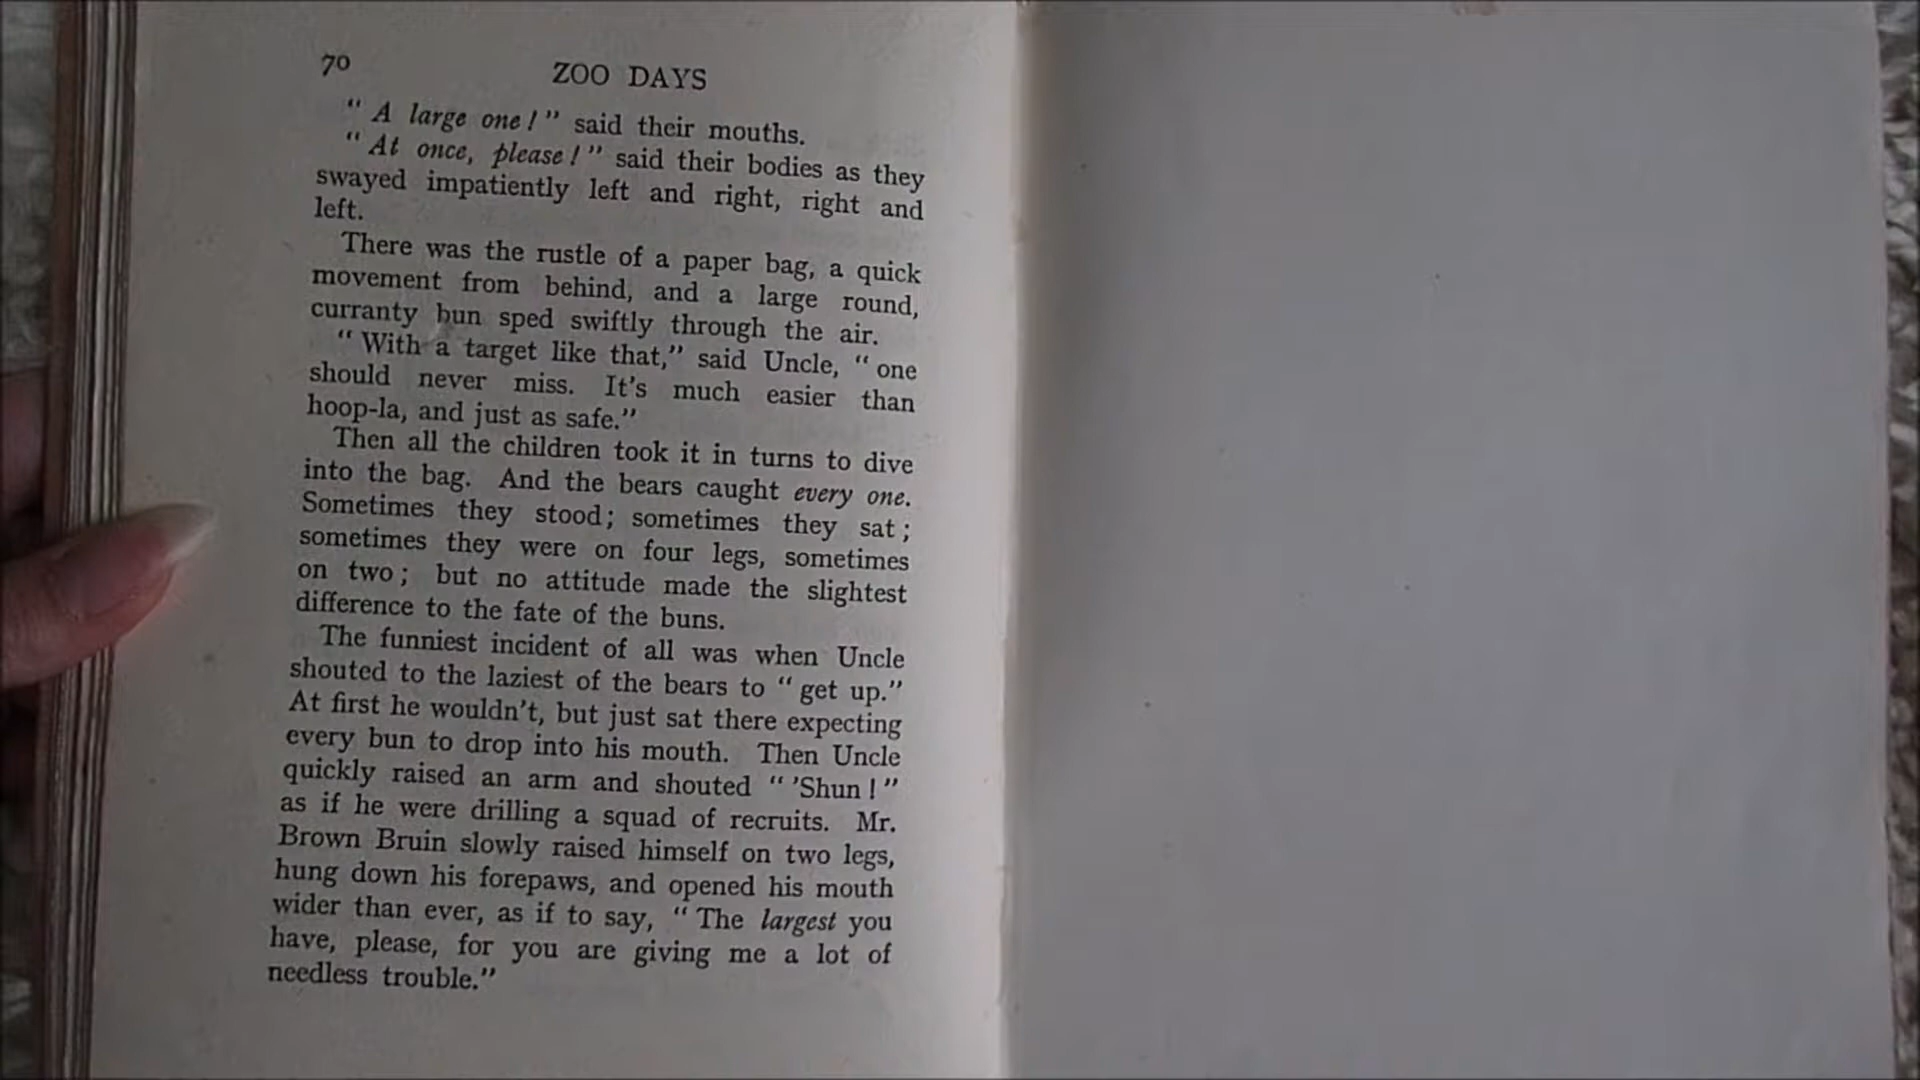 70 ZOO DAYS
" A large one ! " said their mouths.
" At once, please ! " said their bodies as they
swayed impatiently left and right, right and
left.
There was the rustle of a paper bag, a quick
movement from behind, and a large round,
curranty bun sped swiftly through the air.
" With a target like that," said Uncle, " one
should never miss. It's much easier than
hoop-la, and just as safe."
Then all the children took it in turns to dive
into the bag. And the bears caught every one.
Sometimes they stood; sometimes they sat ;
sometimes they were on four legs, sometimes
on two ; but no attitude made the slightest
difference to the fate of the buns.
The funniest incident of all was when Uncle
shouted to the laziest of the bears to " get up."
At first he wouldn't, but just sat there expecting
every bun to drop into his mouth. Then Uncle
quickly raised an arm and shouted " 'Shun ! "
as if he were drilling a squad of recruits. Mr.
Brown Bruin slowly raised himself on two legs,
hung down his forepaws, and opened his mouth
wider than ever, as if to say, " The largest you
have, please, for you are giving me a lot of
needless trouble."